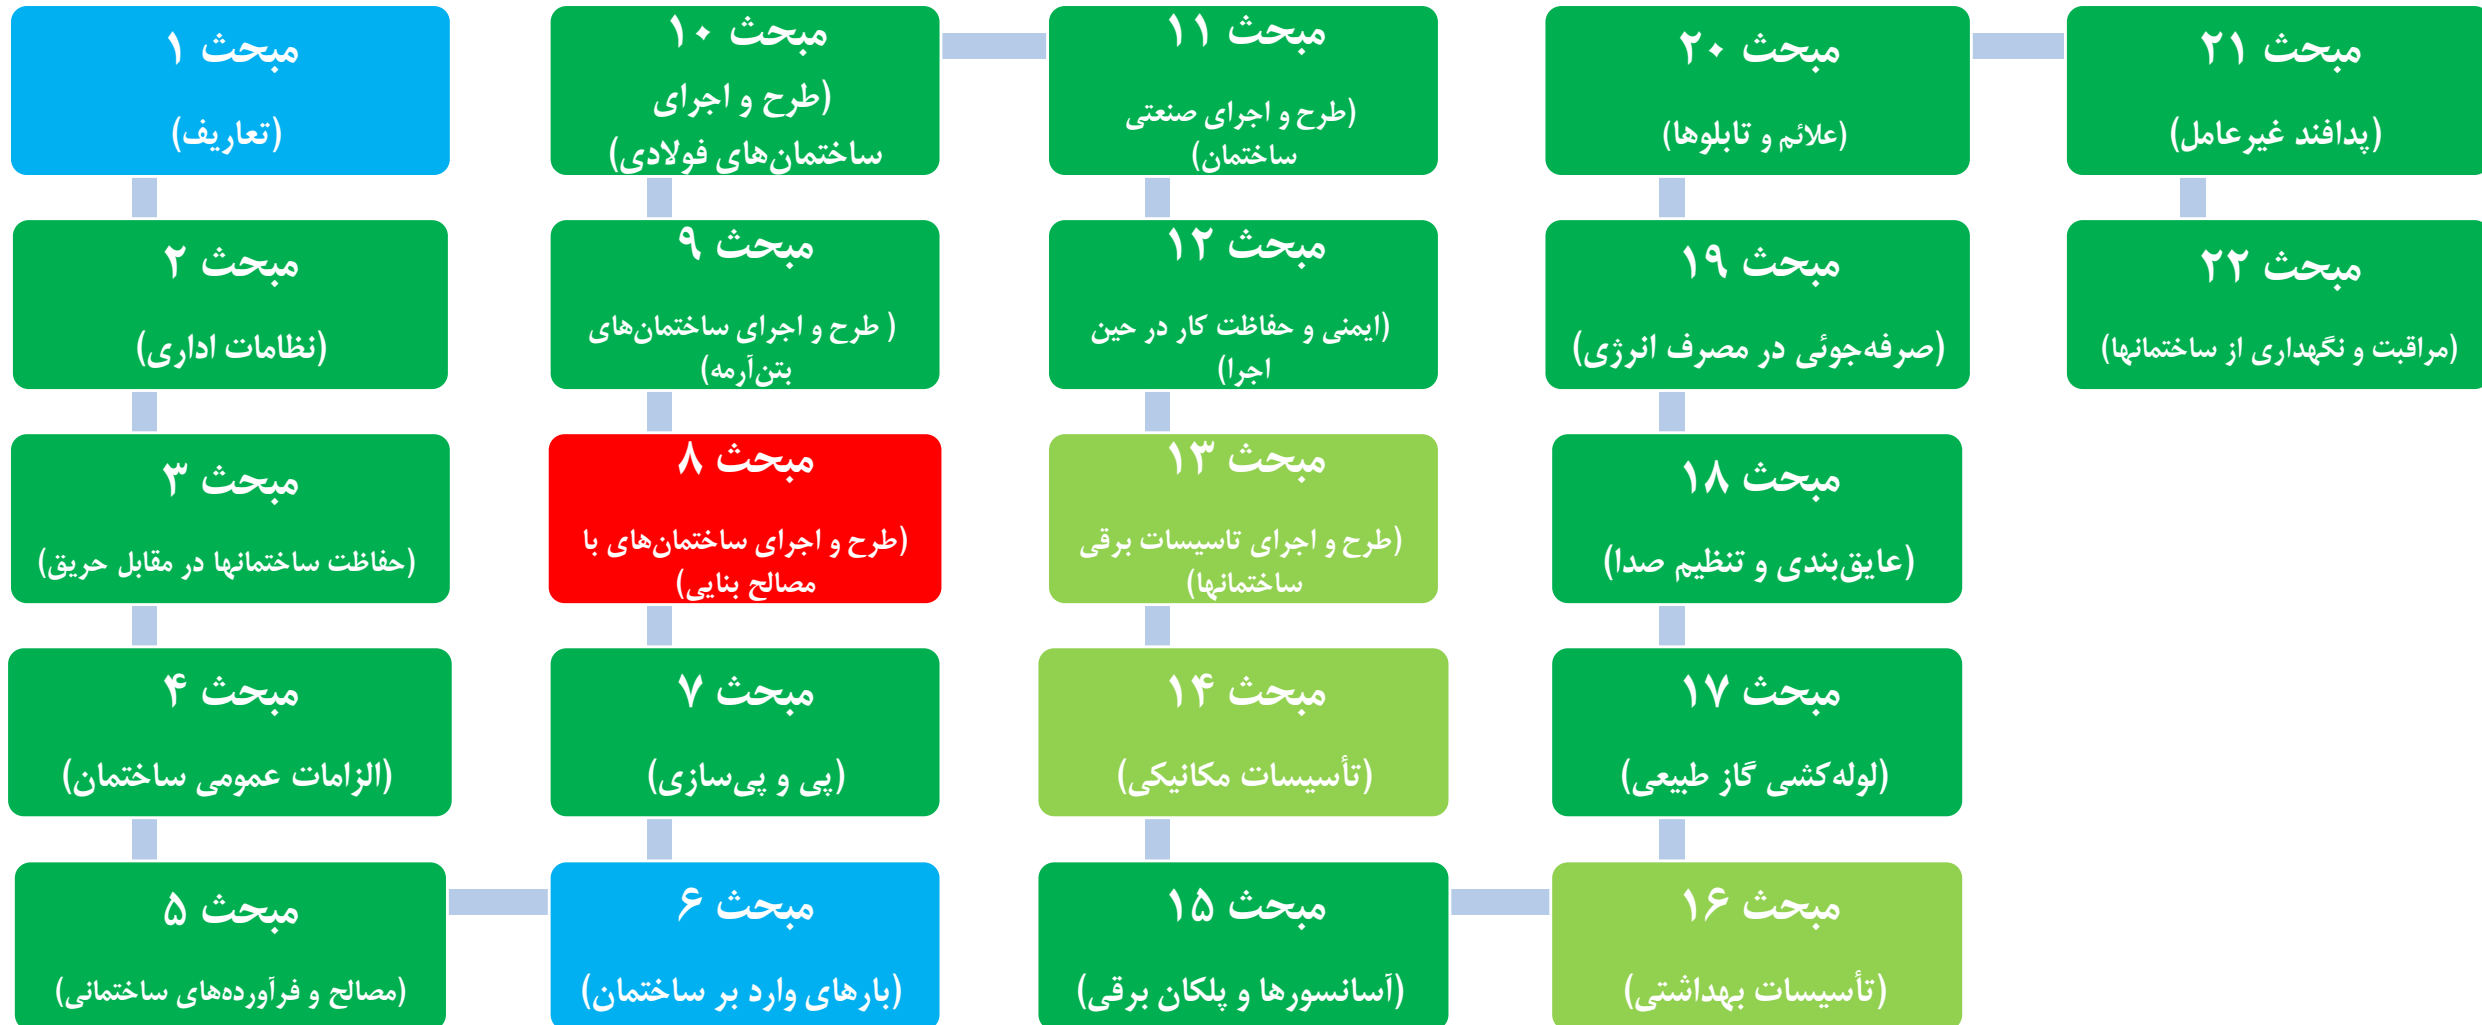 مبحث ۱
(تعاریف)
مبحث ۲
(نظامات اداری)
مبحث ۳
(حفاظت ساختمانها در مقابل حریق)
مبحث ۴
(الزامات عمومی ساختمان)
مبحث ۵
(مصالح و فرآورده‌های ساختمانی)
مبحث ۶
(بارهای وارد بر ساختمان)
مبحث ۷
(پی و پی‌سازی)
مبحث ۸
(طرح و اجرای ساختمان‌های با
مصالح بنایی)
مبحث ۹
( طرح و اجرای ساختمان‌های
بتن‌آرمه)
مبحث ۱۰
(طرح و اجرای
ساختمان‌های فولادی)
مبحث ۱۱
(طرح و اجرای صنعتی
ساختمان)
مبحث ۱۲
(ایمنی و حفاظت کار در حین
اجرا)
مبحث ۱۳
(طرح و اجرای تاسیسات برقی
ساختمانها)
مبحث ۱۴
(تأسیسات مکانیکی)
مبحث ۱۵
(آسانسورها و پلکان برقی)
مبحث ۱۶
(تأسیسات بهداشتی)
مبحث ۱۷
(لوله‌کشی گاز طبیعی)
مبحث ۱۸
(عایق‌بندی و تنظیم صدا)
مبحث ۱۹
(صرفه‌جوئی در مصرف انرژی)
مبحث ۲۰
(علائم و تابلوها)
مبحث ۲۱
(پدافند غیرعامل)
مبحث ۲۲
(مراقبت و نگهداری از ساختمانها)